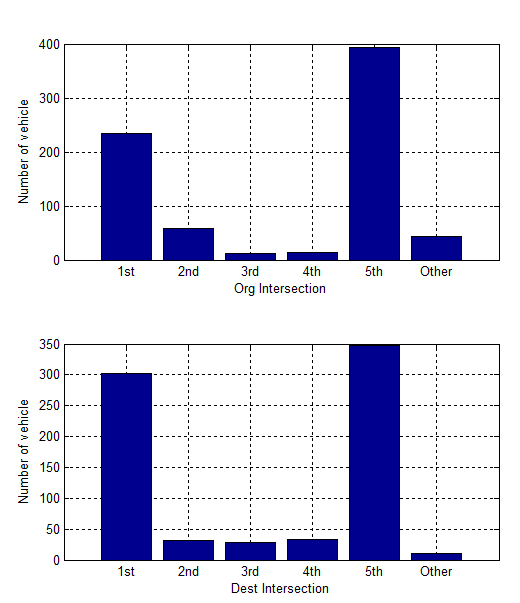 400
300
200
100
0
Number of vehicle
1st 2nd 3rd 4th 5th Other
Org Intersection
350
300
250
200
150
100
50
0
Number of vehicle
1st 2nd 3rd 4th 5th Other
Dest Intersection